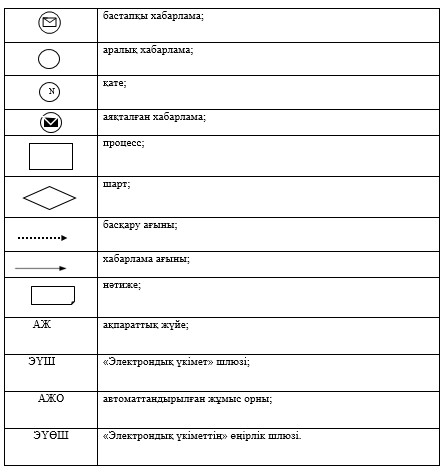 бастапқы хабарлама;
аралық хабарлама;
N қате;
аяқталған хабарлама;
процесс;
шарт;
басқару ағыны;
хабарлама ағыны;
нәтиже;
АЖ ақпараттық жүйе;
ЭҮШ «Электрондық үкімет» шлюзі;
АЖО автоматтандырылған жұмыс орны;
ЭҮӨШ «Электрондық үкіметтің» өңірлік шлюзі.